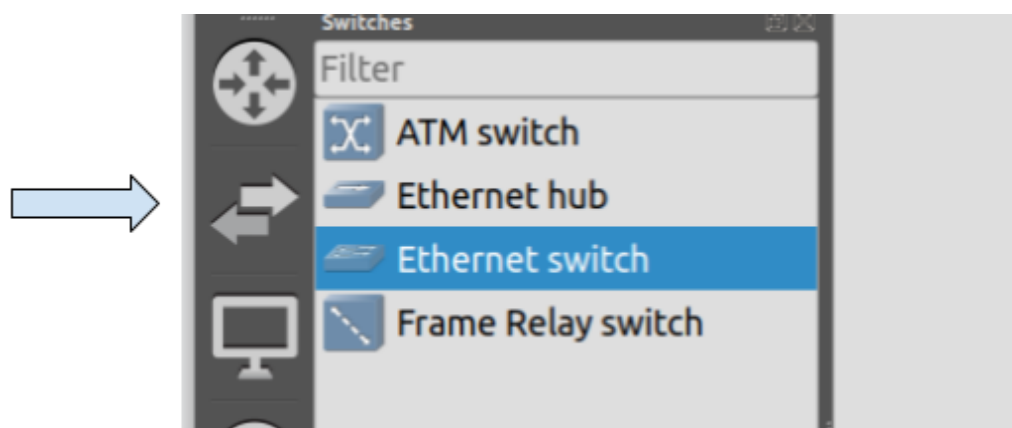 Switches
Filter
ATM switch
Ethernet hub
Ethernet switch
Frame Relay switch